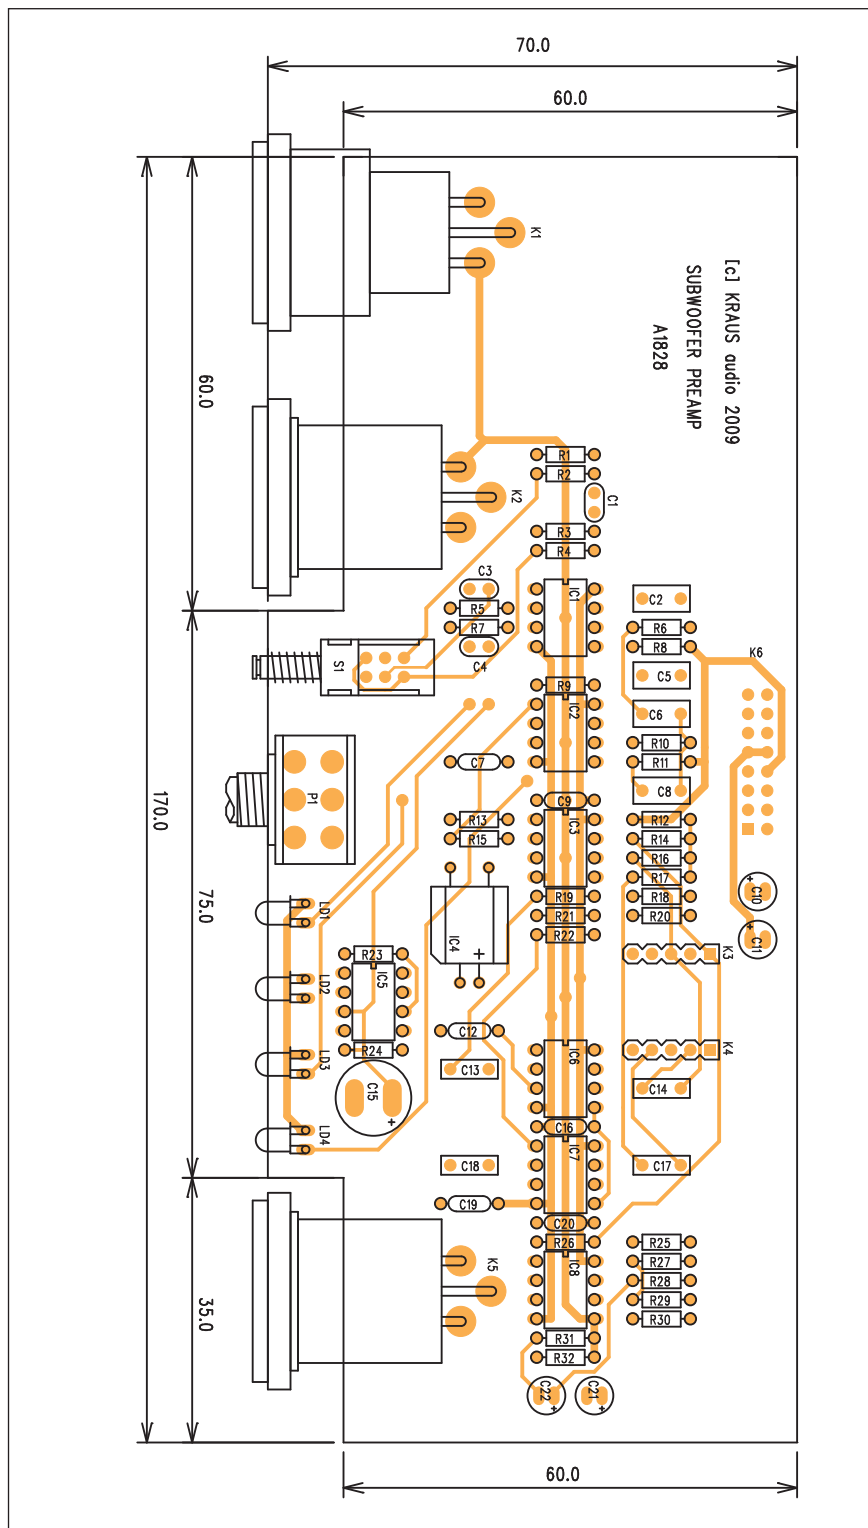 70.0
60.0
K1
[c] KRAUS audio 2009
SUBWOOFER PREAMP
A1828
60.0
R1
R2
K2
C1
R3
R4
C3
IC1
C2
R5
R7
R6
C4
R8
K6
S1
C5
R9
IC2
C6
R10
C7
R11
P1
C9
C8
170.0
R13
IC3
R12
R15
R14
R16
R17
75.0
LD1
R19
R18
C10
R21
R20
IC4
+
R22
C11
R23
K3
LD2
IC5
C12
LD3
R24
IC6
K4
C13
C15
C14
LD4
C16
IC7
C18
C17
C19
C20
R26
R25
K5
IC8
R27
R28
35.0
R29
R30
R31
R32
C22
C21
60.0